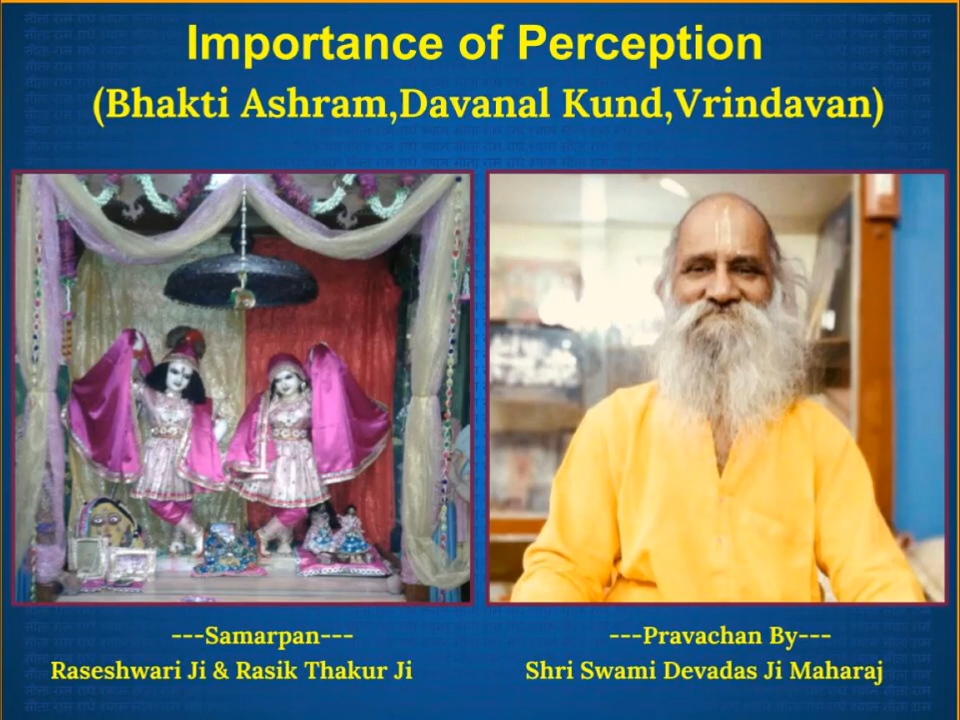 Importance of Perception
(Bhakti Ashram,Davanal Kund,Vrindavan)
---Samarpan---
Raseshwari Ji & Rasik Thakur Ji
---Pravachan By---
Shri Swami Devadas Ji Maharaj